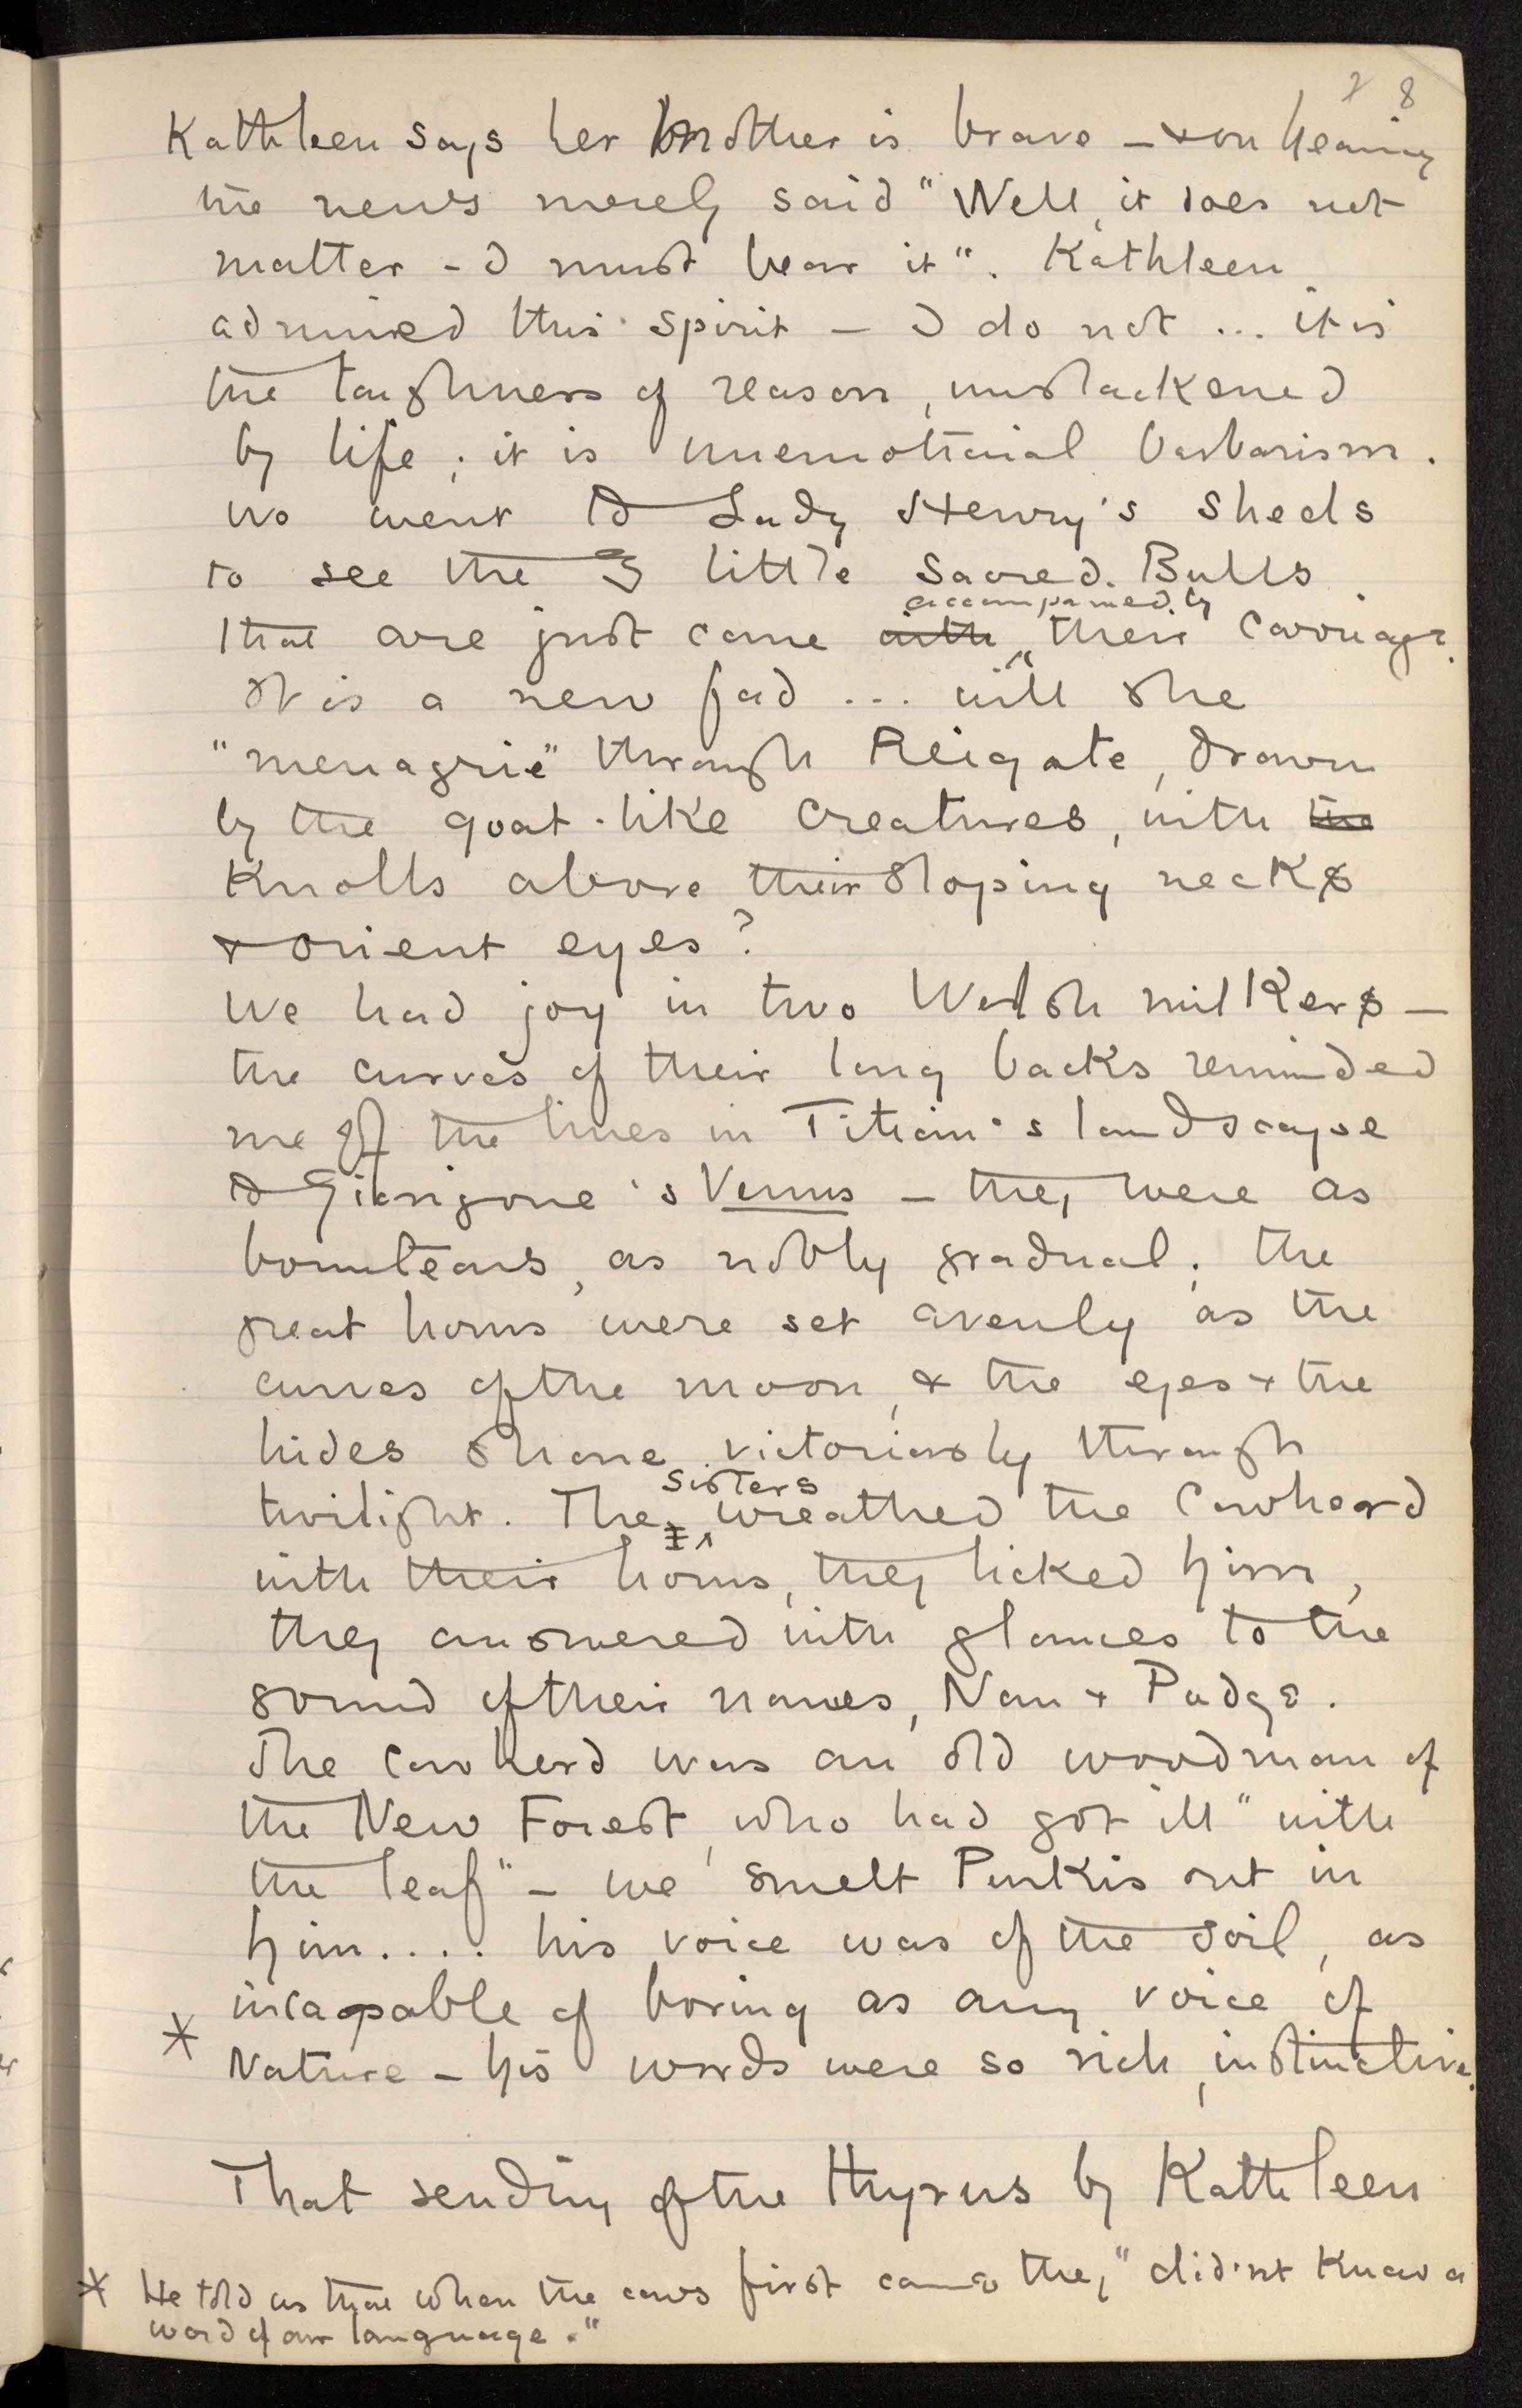 8
Kathleen says her mother is brave – & on hearing
the news merely said "Well, it does not
matter – I must bear it". Kathleen
admired this spirit – I do not ... it is
the toughness of reason, unslackened
by life; it is unemotional barbarism.
We went to Lady Henry's sheds
to see the 3 little Sacred Bulls
accompanied by
that are just come with their carriage.
It is a new fad ... will she
"menagrie" through Reigate, drawn
by the goat-like creatures, with the
Knolls above their sloping necks
& orient eyes?
We had joy in two Welsh milkers –
the curves of their long backs reminded
me of the lines in Titian's landscape
to Giorgione's Venus – they were as
bounteous, as nobly gradual; the
great horns were set evenly as the
curves of the moon, & the eyes & the
hides shone victoriously through
sisters
twilight. The wreathed the Cowheard
with their horns, they licked him,
they answered with glances to the
sound of their names, Nan & Padge.
The cowherd was an old woodman of
the New Forest, who had got ill "with
the leaf" – we smelt Purkis out in
him.... his voice was of the soil, as
incapable of boring as any voice of
* Nature – his words were so rich, instinctive.
That sending of the Thyrsus by Kathleen
* He told us that when the cows first came they "did'nt know a
word of our language."